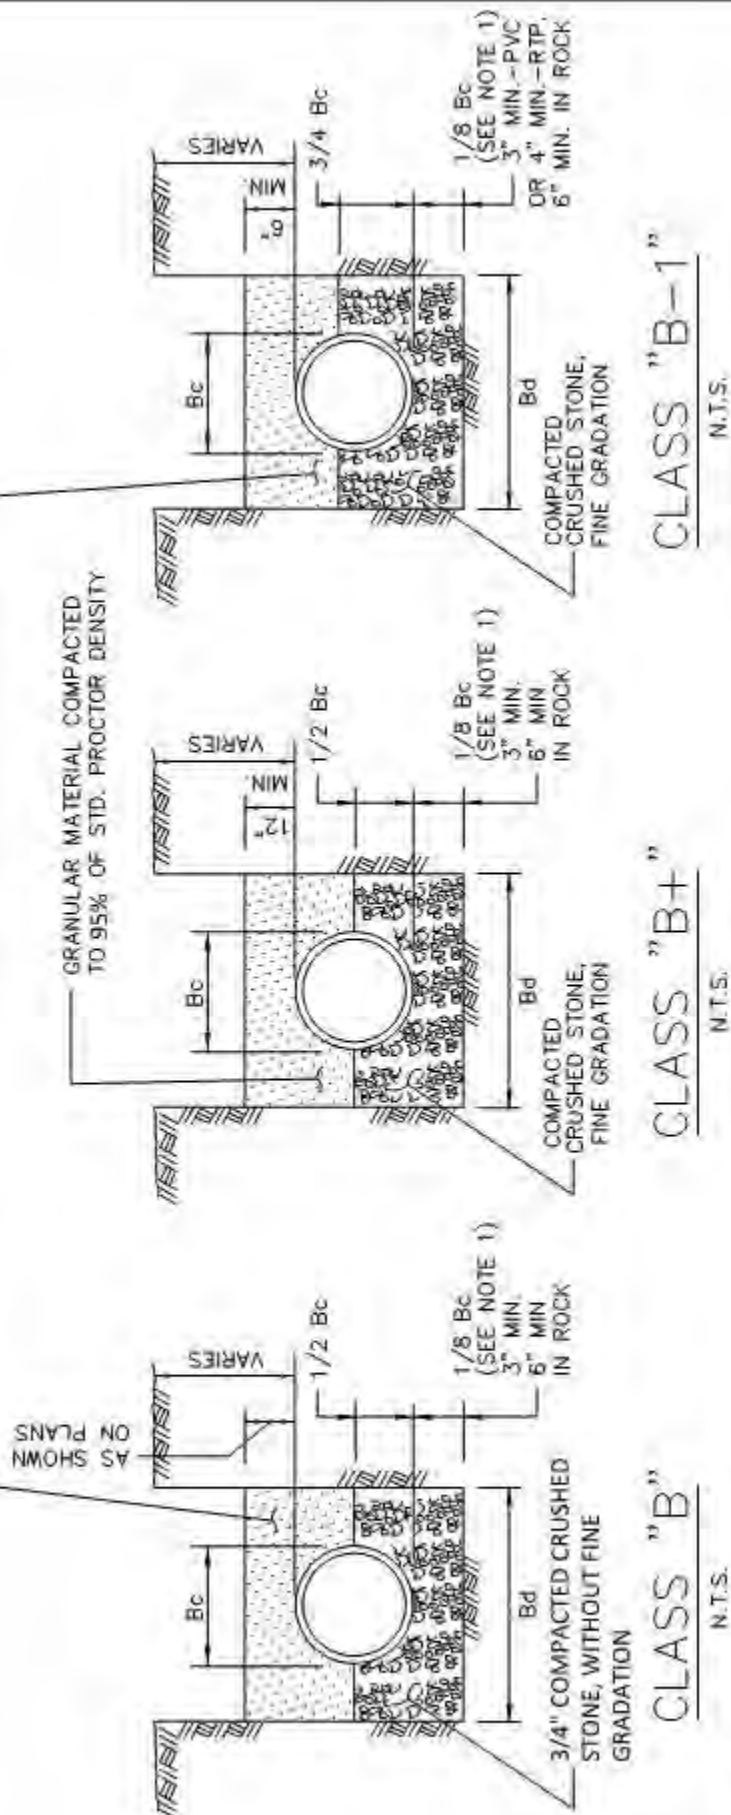 AS SHOWN
ON PLANS
VARIES
Bc
1/2 Bc
1/8 Bc
(SEE NOTE 1)
3" MIN.
6" MIN
IN ROCK
Bd
3/4" COMPACTED CRUSHED
STONE, WITHOUT FINE
GRADATION
CLASS "B"
N.T.S.
GRANULAR MATERIAL COMPACTED
TO 95% OF STD. PROCTOR DENSITY
VARIES
12"
MIN.
Bc
1/2 Bc
1/8 Bc
(SEE NOTE 1)
3" MIN.
6" MIN
IN ROCK
Bd
COMPACTED
CRUSHED STONE,
FINE GRADATION
CLASS "B+"
N.T.S.
VARIES
6"
MIN.
Bc
3/4 Bc
1/8 Bc
(SEE NOTE 1)
3" MIN.-PVC
OR 4" MIN.-RTP,
6" MIN. IN ROCK
Bd
COMPACTED
CRUSHED STONE,
FINE GRADATION
CLASS "B-1"
N.T.S.